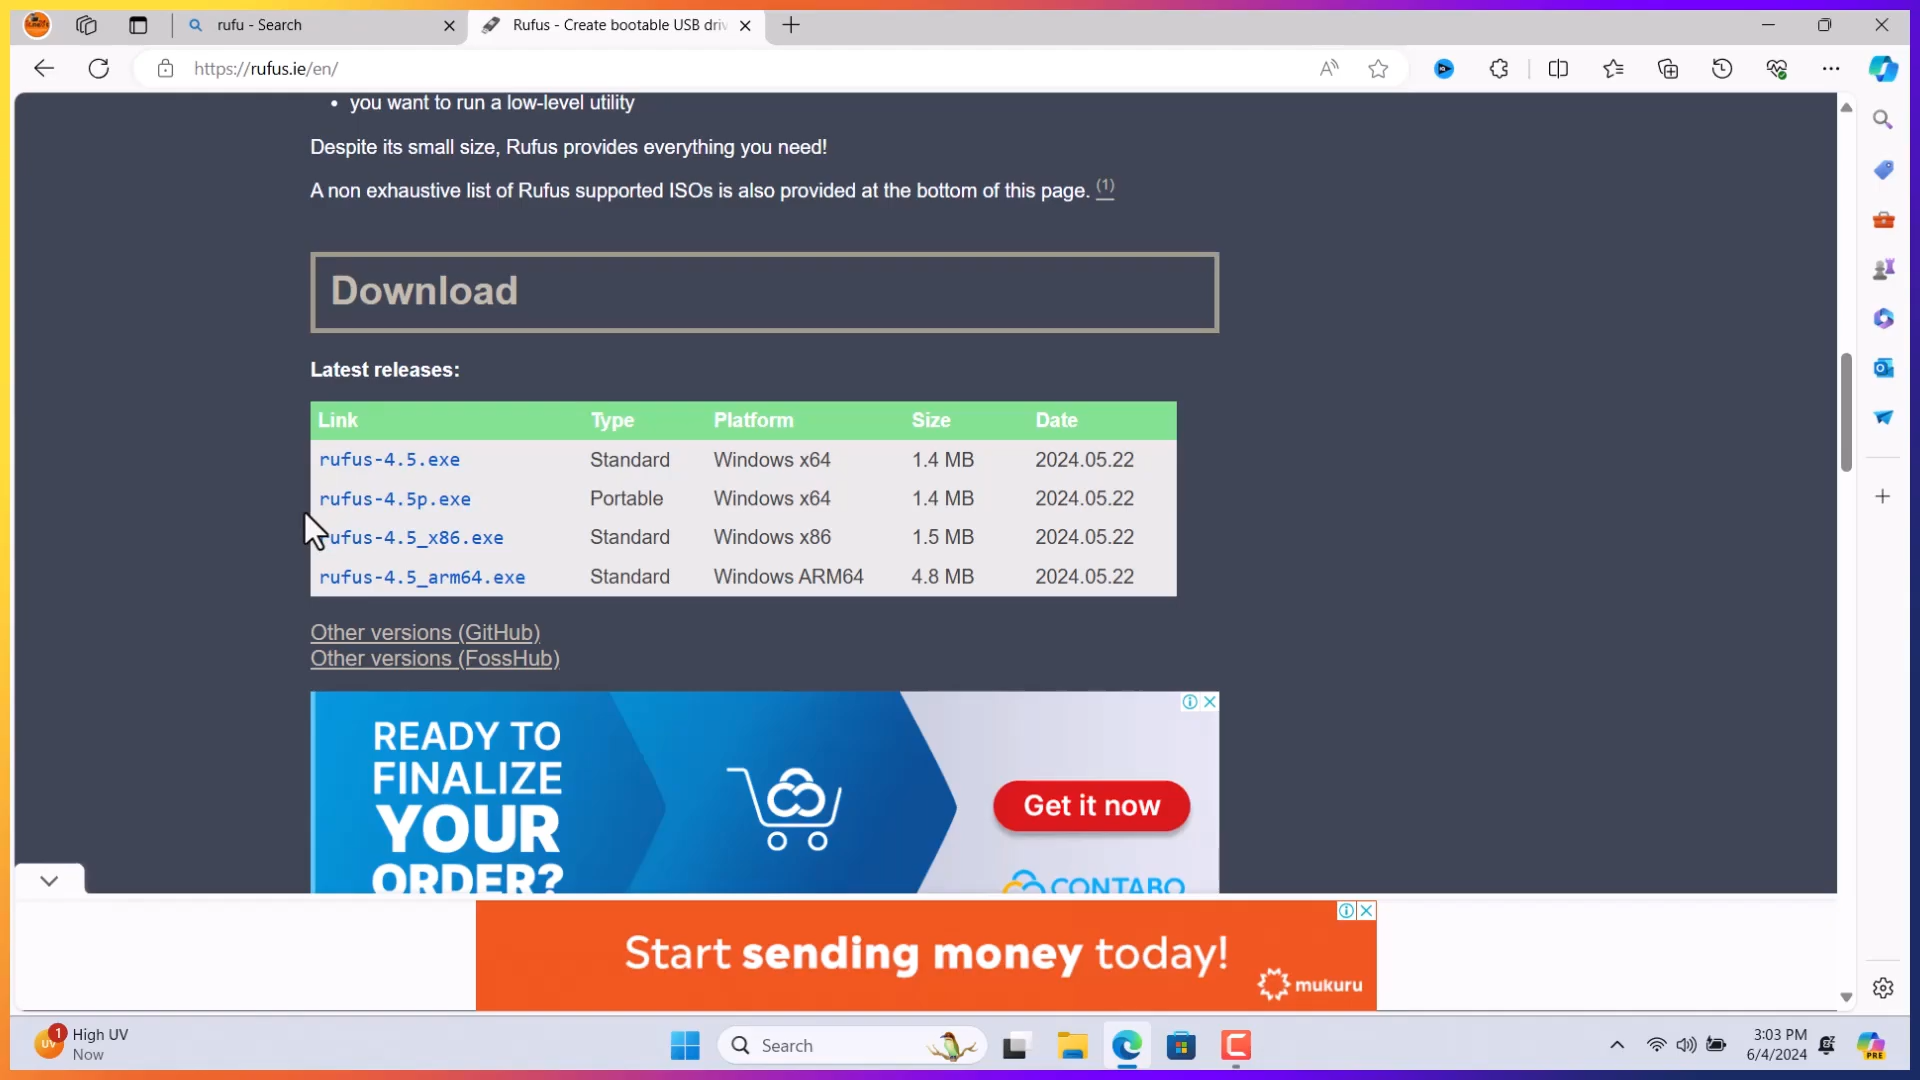 rufu - Search
Rufus - Create bootable USB driv
https://rufus.ie/en/
you want to run a low-level utility
Despite its small size, Rufus provides everything you need!
A non exhaustive list of Rufus supported ISOs is also provided at the bottom of this page. (1)
Download
Latest releases:
Link Type Platform Size Date
rufus-4.5.exe Standard Windows x64 1.4 MB 2024.05.22
rufus-4.5p.exe Portable Windows x64 1.4 MB 2024.05.22
rufus-4.5_x86.exe Standard Windows x86 1.5 MB 2024.05.22
rufus-4.5_arm64.exe Standard Windows ARM64 4.8 MB 2024.05.22
Other versions (GitHub)
Other versions (FossHub)
READY TO
FINALIZE
YOUR
ORDER?
Get it now
CONTABO
Start sending money today!
mukuru
UV
1
High UV
Now
Search
PRE
3:03 PM
6/4/2024